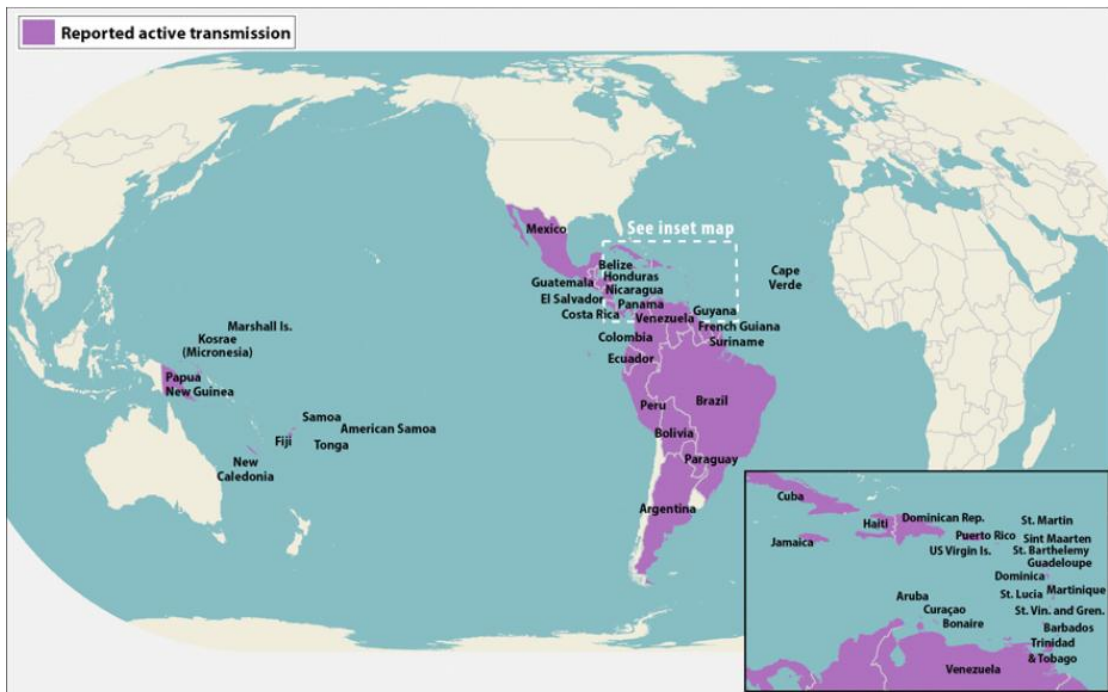 Reported active transmission
See inset map
Mexico
Belize
Guatemala
Honduras
Nicaragua
El Salvador
Panama
Costa Rica
Venezuela
Guyana
French Guiana
Suriname
Colombia
Ecuador
Cape
Verde
Marshall Is.
Kosrae
(Micronesia)
Papua
New Guinea
Samoa
American Samoa
Fiji
Tonga
New
Caledonia
Peru
Brazil
Bolivia
Paraguay
Argentina
Cuba
Haiti
Dominican Rep.
St. Martin
Jamaica
Puerto Rico
Sint Maarten
US Virgin Is.
St. Barthelemy
Guadeloupe
Dominica
Martinique
Aruba
St. Lucia
Curaçao
St. Vin. and Gren.
Bonaire
Barbados
Trinidad
& Tobago
Venezuela